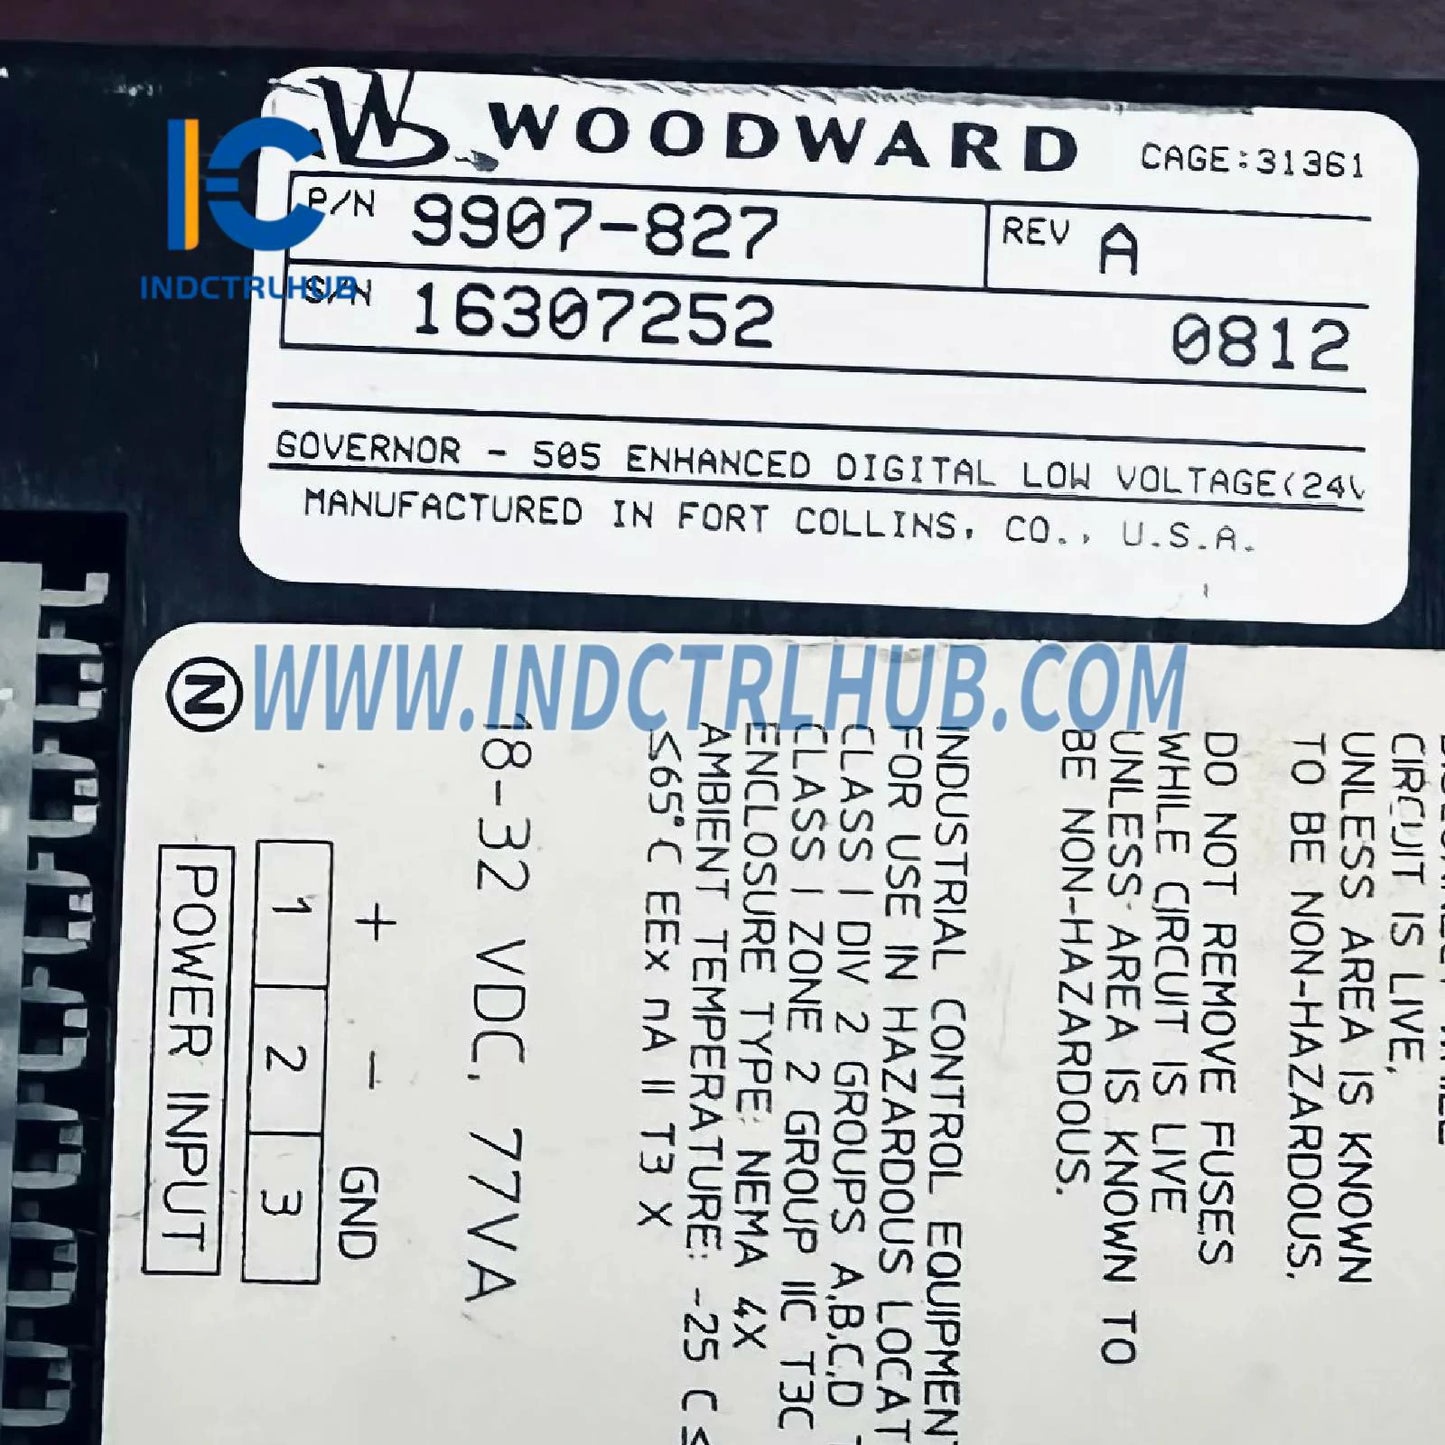 WOODWARD CAGE:31361
P/N 9907-827 REV A
S/N 16307252 0812
GOVERNOR - 505 ENHANCED DIGITAL LOW VOLTAGE(24V
MANUFACTURED IN FORT COLLINS, CO., U.S.A.
INDCTRLHUB
WWW.INDCTRLHUB.COM
N
CIRCUIT IS LIVE,
UNLESS AREA IS KNOWN
TO BE NON-HAZARDOUS.
DO NOT REMOVE FUSES
WHILE CIRCUIT IS LIVE
UNLESS AREA IS KNOWN TO
BE NON-HAZARDOUS.
INDUSTRIAL CONTROL EQUIPMENT
FOR USE IN HAZARDOUS LOCAT
CLASS I DIV 2 GROUPS A,B,C,D T
CLASS I ZONE 2 GROUP IIC T3C
ENCLOSURE TYPE: NEMA 4X
AMBIENT TEMPERATURE: -25 C ≤
≤65°C EEx nA II T3 X
18-32 VDC, 77VA
+ - GND
1 2 3
POWER INPUT